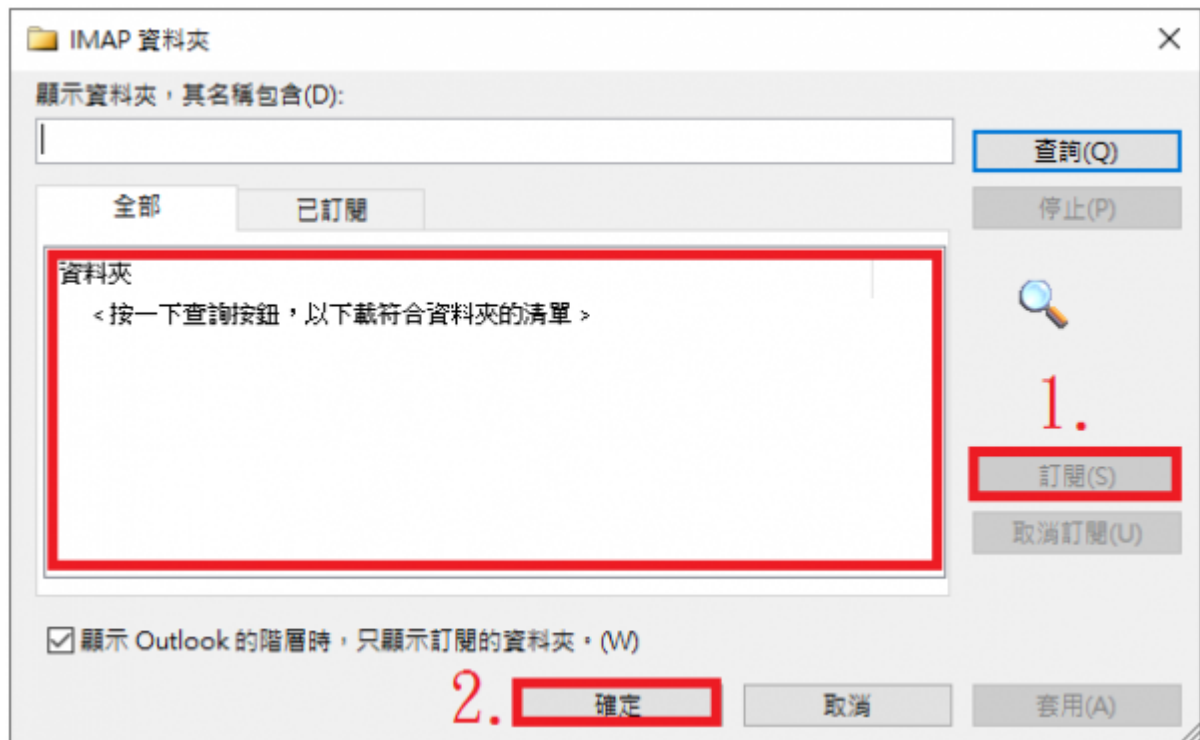 IMAP 資料夾
顯示資料夾，其名稱包含(D):
查詢(Q)
停止(P)
全部
已訂閱
資料夾
<按一下查詢按鈕，以下載符合資料夾的清單>
1.
訂閱(S)
取消訂閱(U)
顯示 Outlook 的階層時，只顯示訂閱的資料夾。(W)
2.
確定
取消
套用(A)